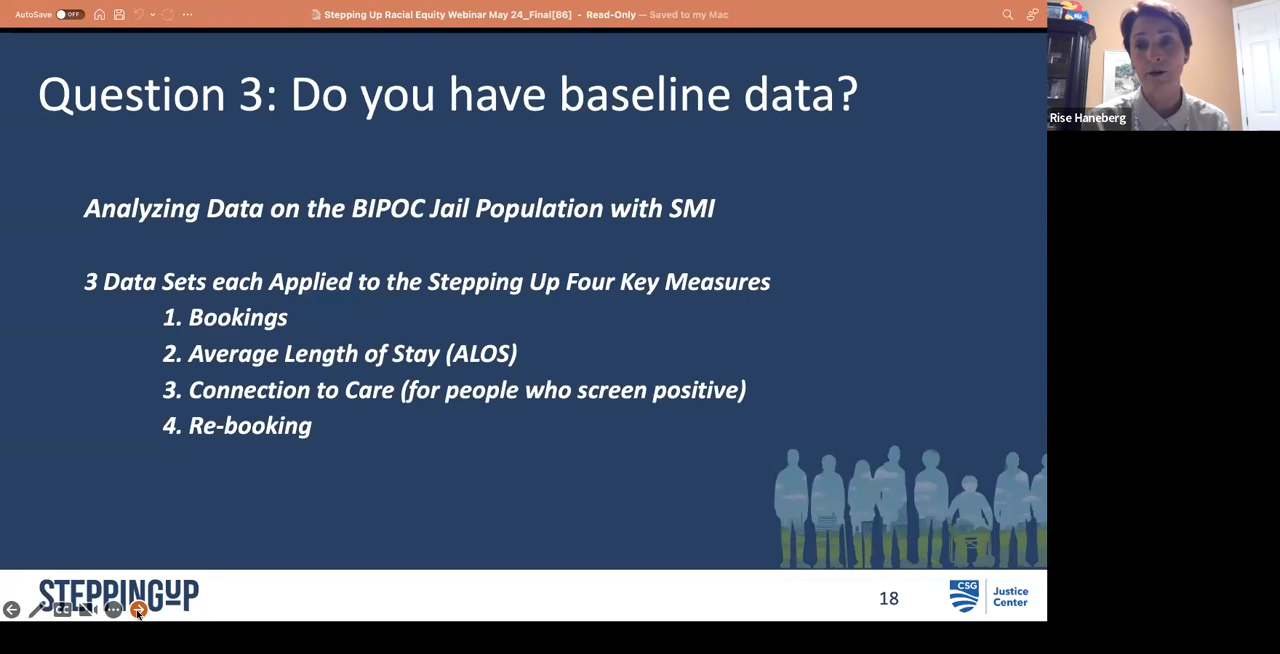 AutoSave OFF
Stepping Up Racial Equity Webinar May 24_Final[86] - Read-Only — Saved to my Mac
Rise Haneberg
Question 3: Do you have baseline data?
Analyzing Data on the BIPOC Jail Population with SMI
3 Data Sets each Applied to the Stepping Up Four Key Measures
1. Bookings
2. Average Length of Stay (ALOS)
3. Connection to Care (for people who screen positive)
4. Re-booking
STEPPINGUP
CC
18
CSG
Justice
Center